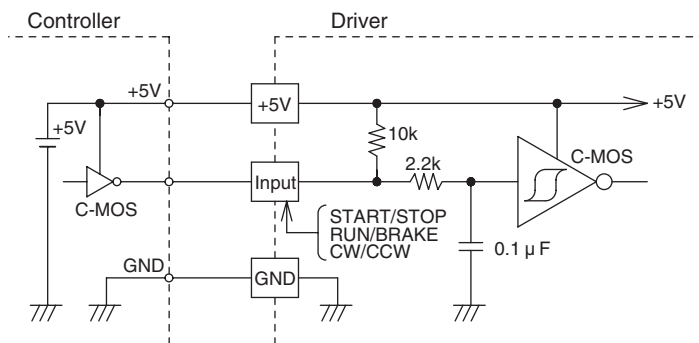 Controller
Driver
+5V
+5V
+5V
+5V
10k
2.2k
C-MOS
C-MOS
Input
START/STOP
RUN/BRAKE
CW/CCW
0.1 µ F
GND
GND